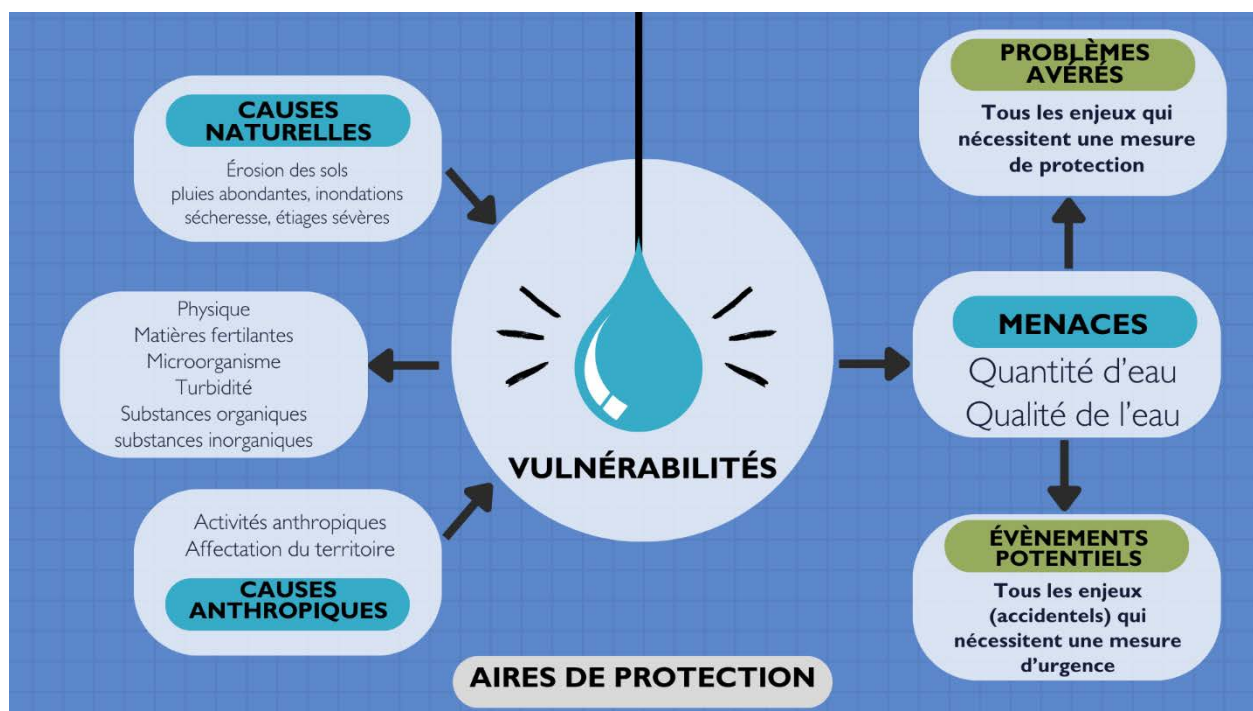 CAUSES
NATURELLES
Érosion des sols
pluies abondantes, inondations
sécheresse, étiages sévères
Physique
Matières fertilantes
Microorganisme
Turbidité
Substances organiques
substances inorganiques
Activités anthropiques
Affectation du territoire
CAUSES
ANTHROPIQUES
VULNÉRABILITÉS
AIRES DE PROTECTION
PROBLÈMES
AVÉRÉS
Tous les enjeux qui
nécessitent une mesure
de protection
MENACES
Quantité d'eau
Qualité de l'eau
ÉVÈNEMENTS
POTENTIELS
Tous les enjeux
(accidentels) qui
nécessitent une mesure
d'urgence